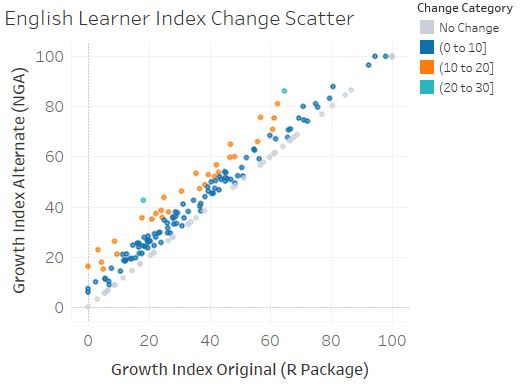 English Learner Index Change Scatter
Change Category
No Change
(0 to 10]
(10 to 20]
(20 to 30]
Growth Index Alternate (NGA)
100
80
60
40
20
0
0 20 40 60 80 100
Growth Index Original (R Package)